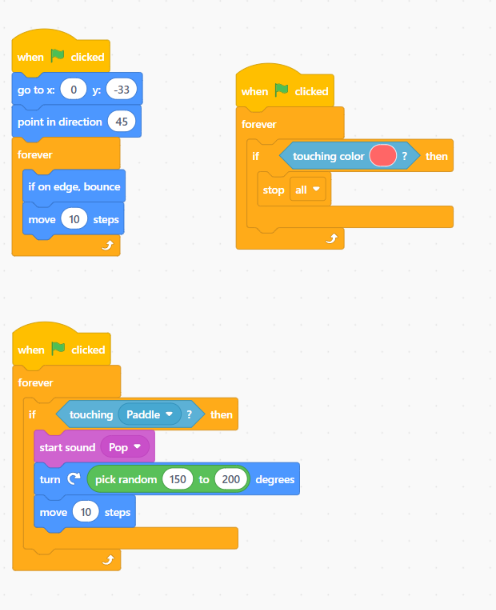 when clicked
go to x: 0 y: -33
point in direction 45
forever
if on edge, bounce
move 10 steps
when clicked
forever
if touching color ? then
stop all
when clicked
forever
if touching Paddle ? then
start sound Pop
turn pick random 150 to 200 degrees
move 10 steps